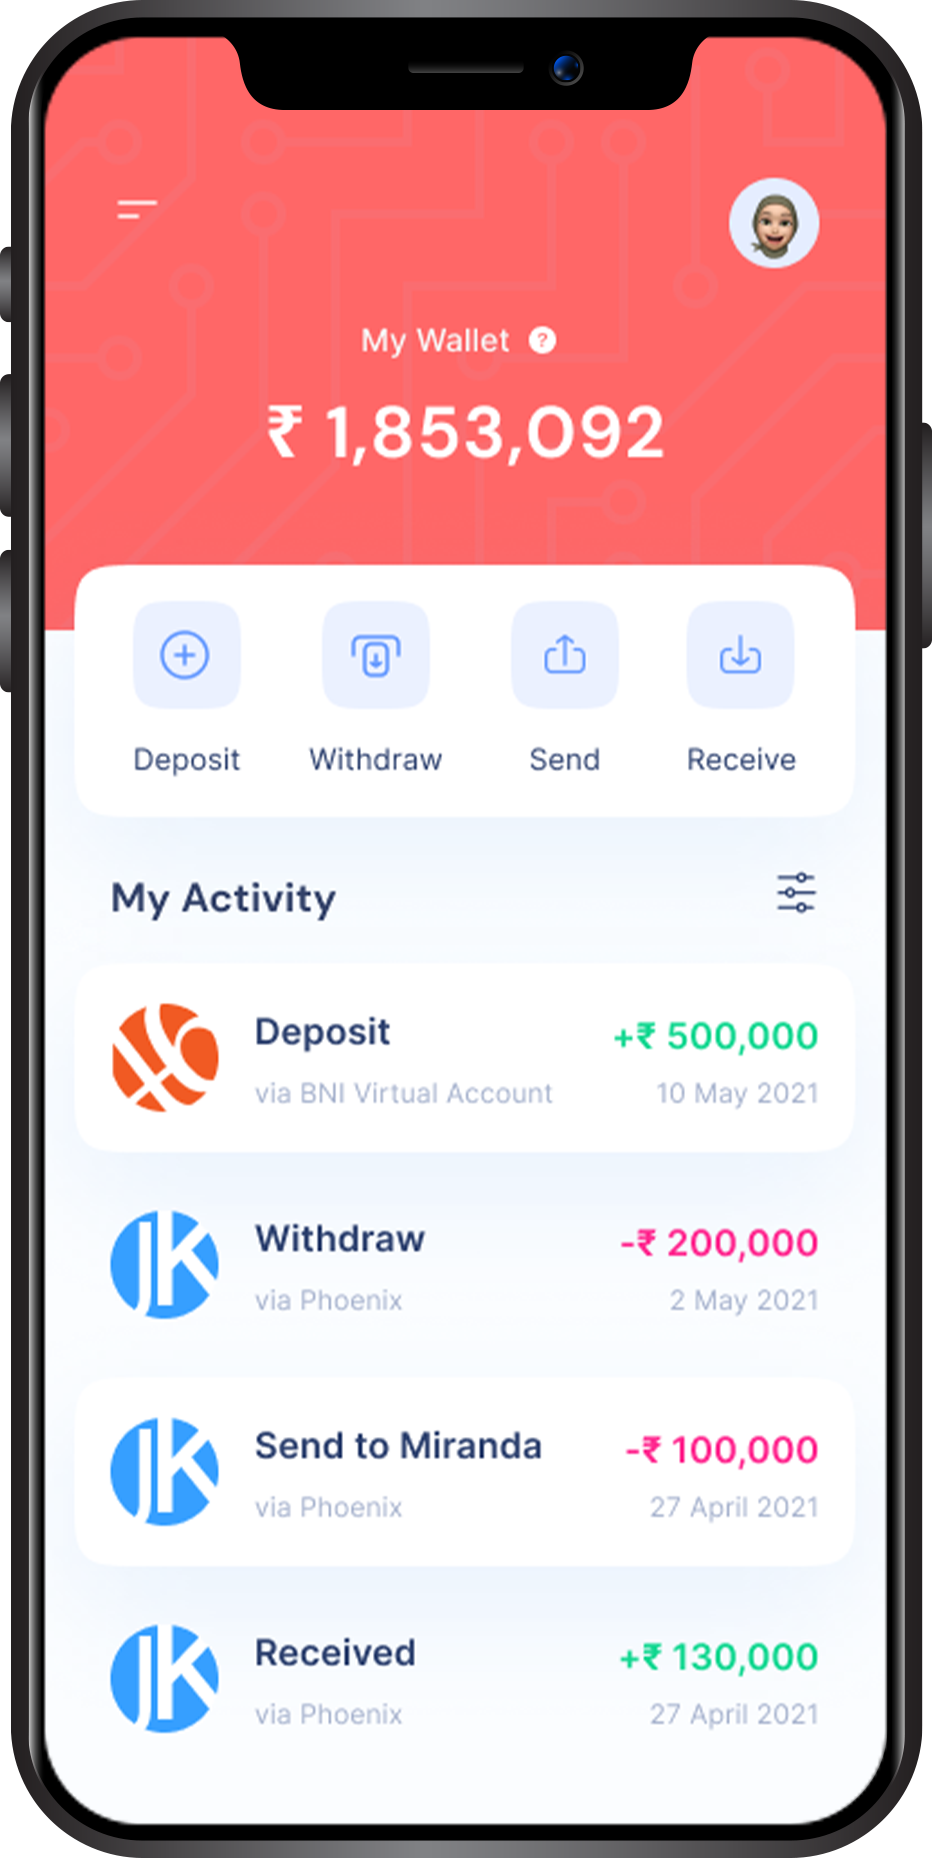 My Wallet ?
₹ 1,853,092
Deposit Withdraw Send Receive
My Activity
Deposit +₹ 500,000
via BNI Virtual Account 10 May 2021
Withdraw -₹ 200,000
via Phoenix 2 May 2021
Send to Miranda -₹ 100,000
via Phoenix 27 April 2021
Received +₹ 130,000
via Phoenix 27 April 2021